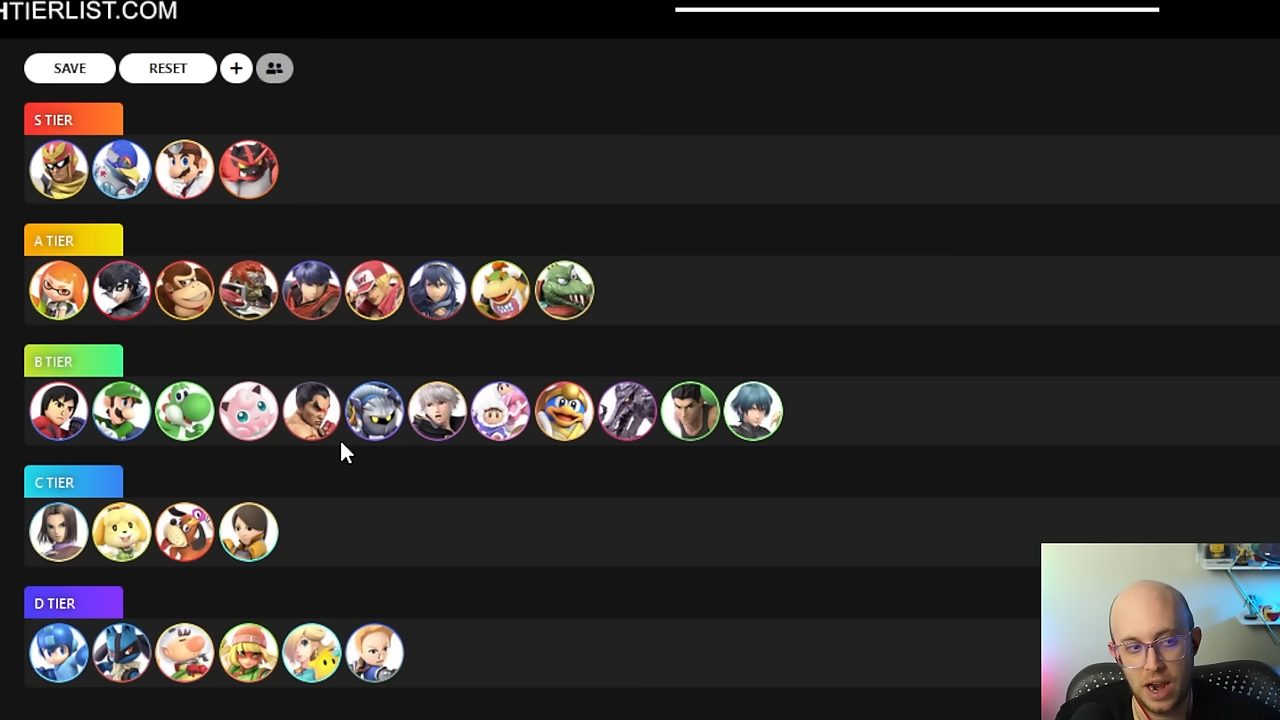 HTIERLIST.COM
SAVE RESET +
S TIER
A TIER
B TIER
C TIER
D TIER